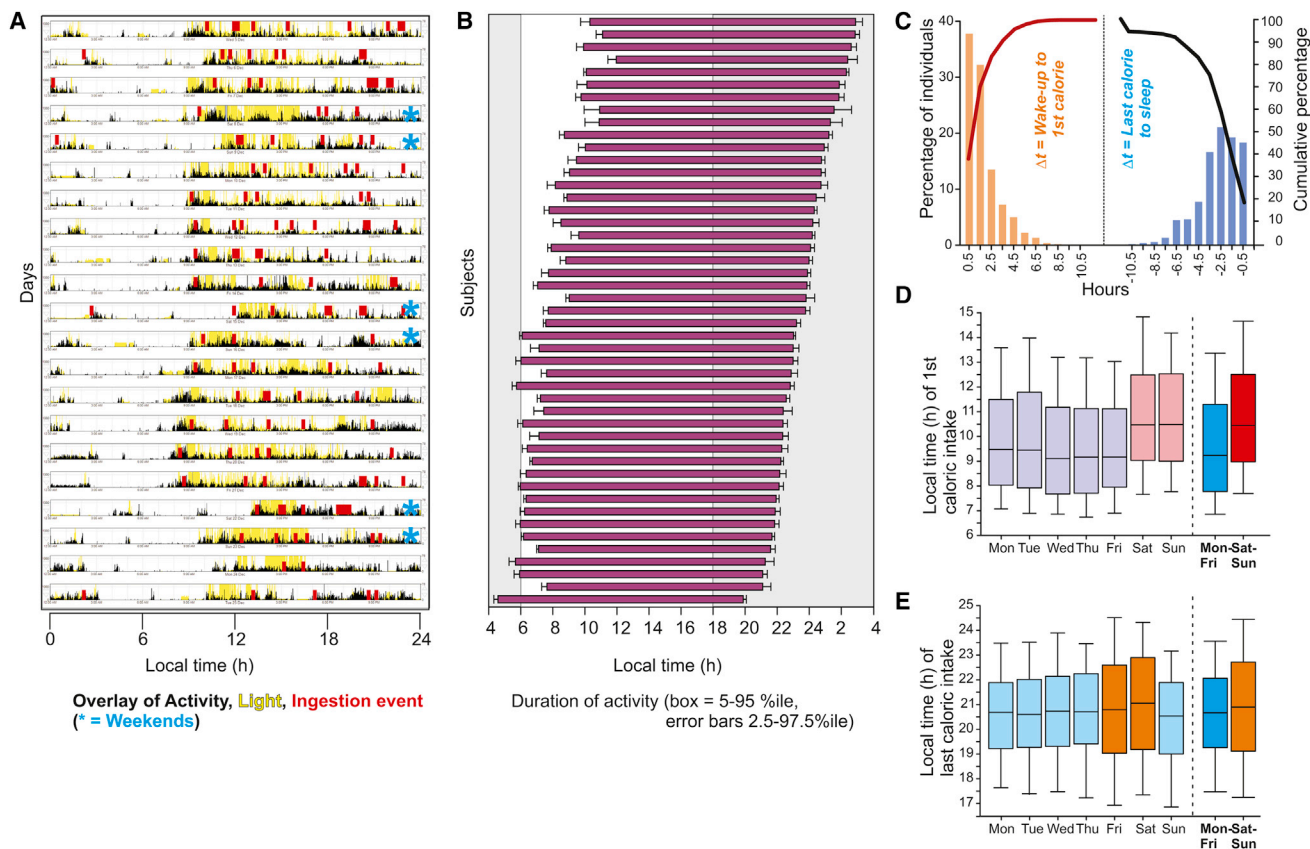 A
Days
0 6 12 18 24
Local time (h)
Overlay of Activity, Light, Ingestion event
(* = Weekends)
B
Subjects
4 6 8 10 12 14 16 18 20 22 24 2 4
Local time (h)
Duration of activity (box = 5-95 %ile,
error bars 2.5-97.5%ile)
C
Percentage of individuals
40
30
20
10
0
Δt = Wake-up to
1st calorie
Δt = Last calorie
to sleep
100
90
80
70
60
50
40
30
20
10
0
Cumulative percentage
0.5 2.5 4.5 6.5 8.5 10.5 -10.5 -8.5 -6.5 -4.5 -2.5 -0.5
Hours
D
Local time (h) of 1st
caloric intake
15
14
13
12
11
10
9
8
7
6
Mon Tue Wed Thu Fri Sat Sun Mon- Sat-
Fri Sun
E
Local time (h) of
last caloric intake
25
24
23
22
21
20
19
18
17
Mon Tue Wed Thu Fri Sat Sun Mon- Sat-
Fri Sun